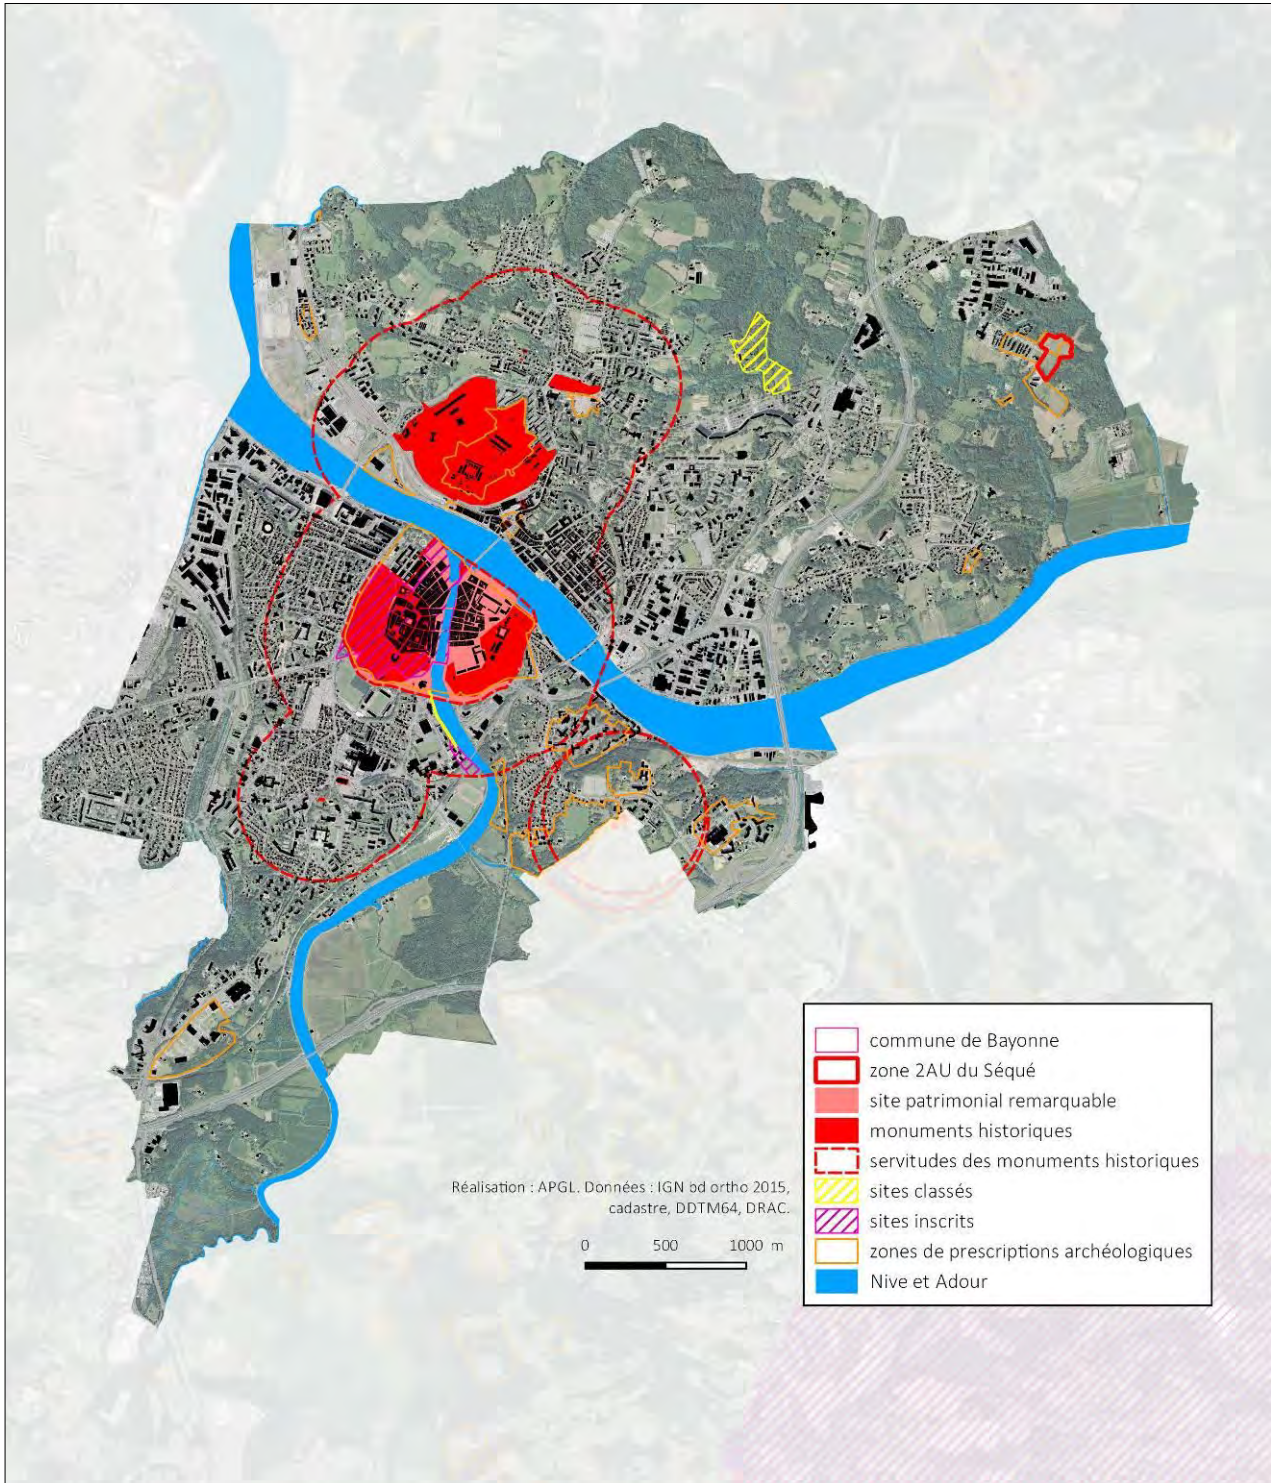 commune de Bayonne
zone 2AU du Séqué
site patrimonial remarquable
monuments historiques
servitudes des monuments historiques
sites classés
sites inscrits
zones de prescriptions archéologiques
Nive et Adour
Réalisation : APGL. Données : IGN bd ortho 2015,
cadastre, DDTM64, DRAC.
0 500 1000 m